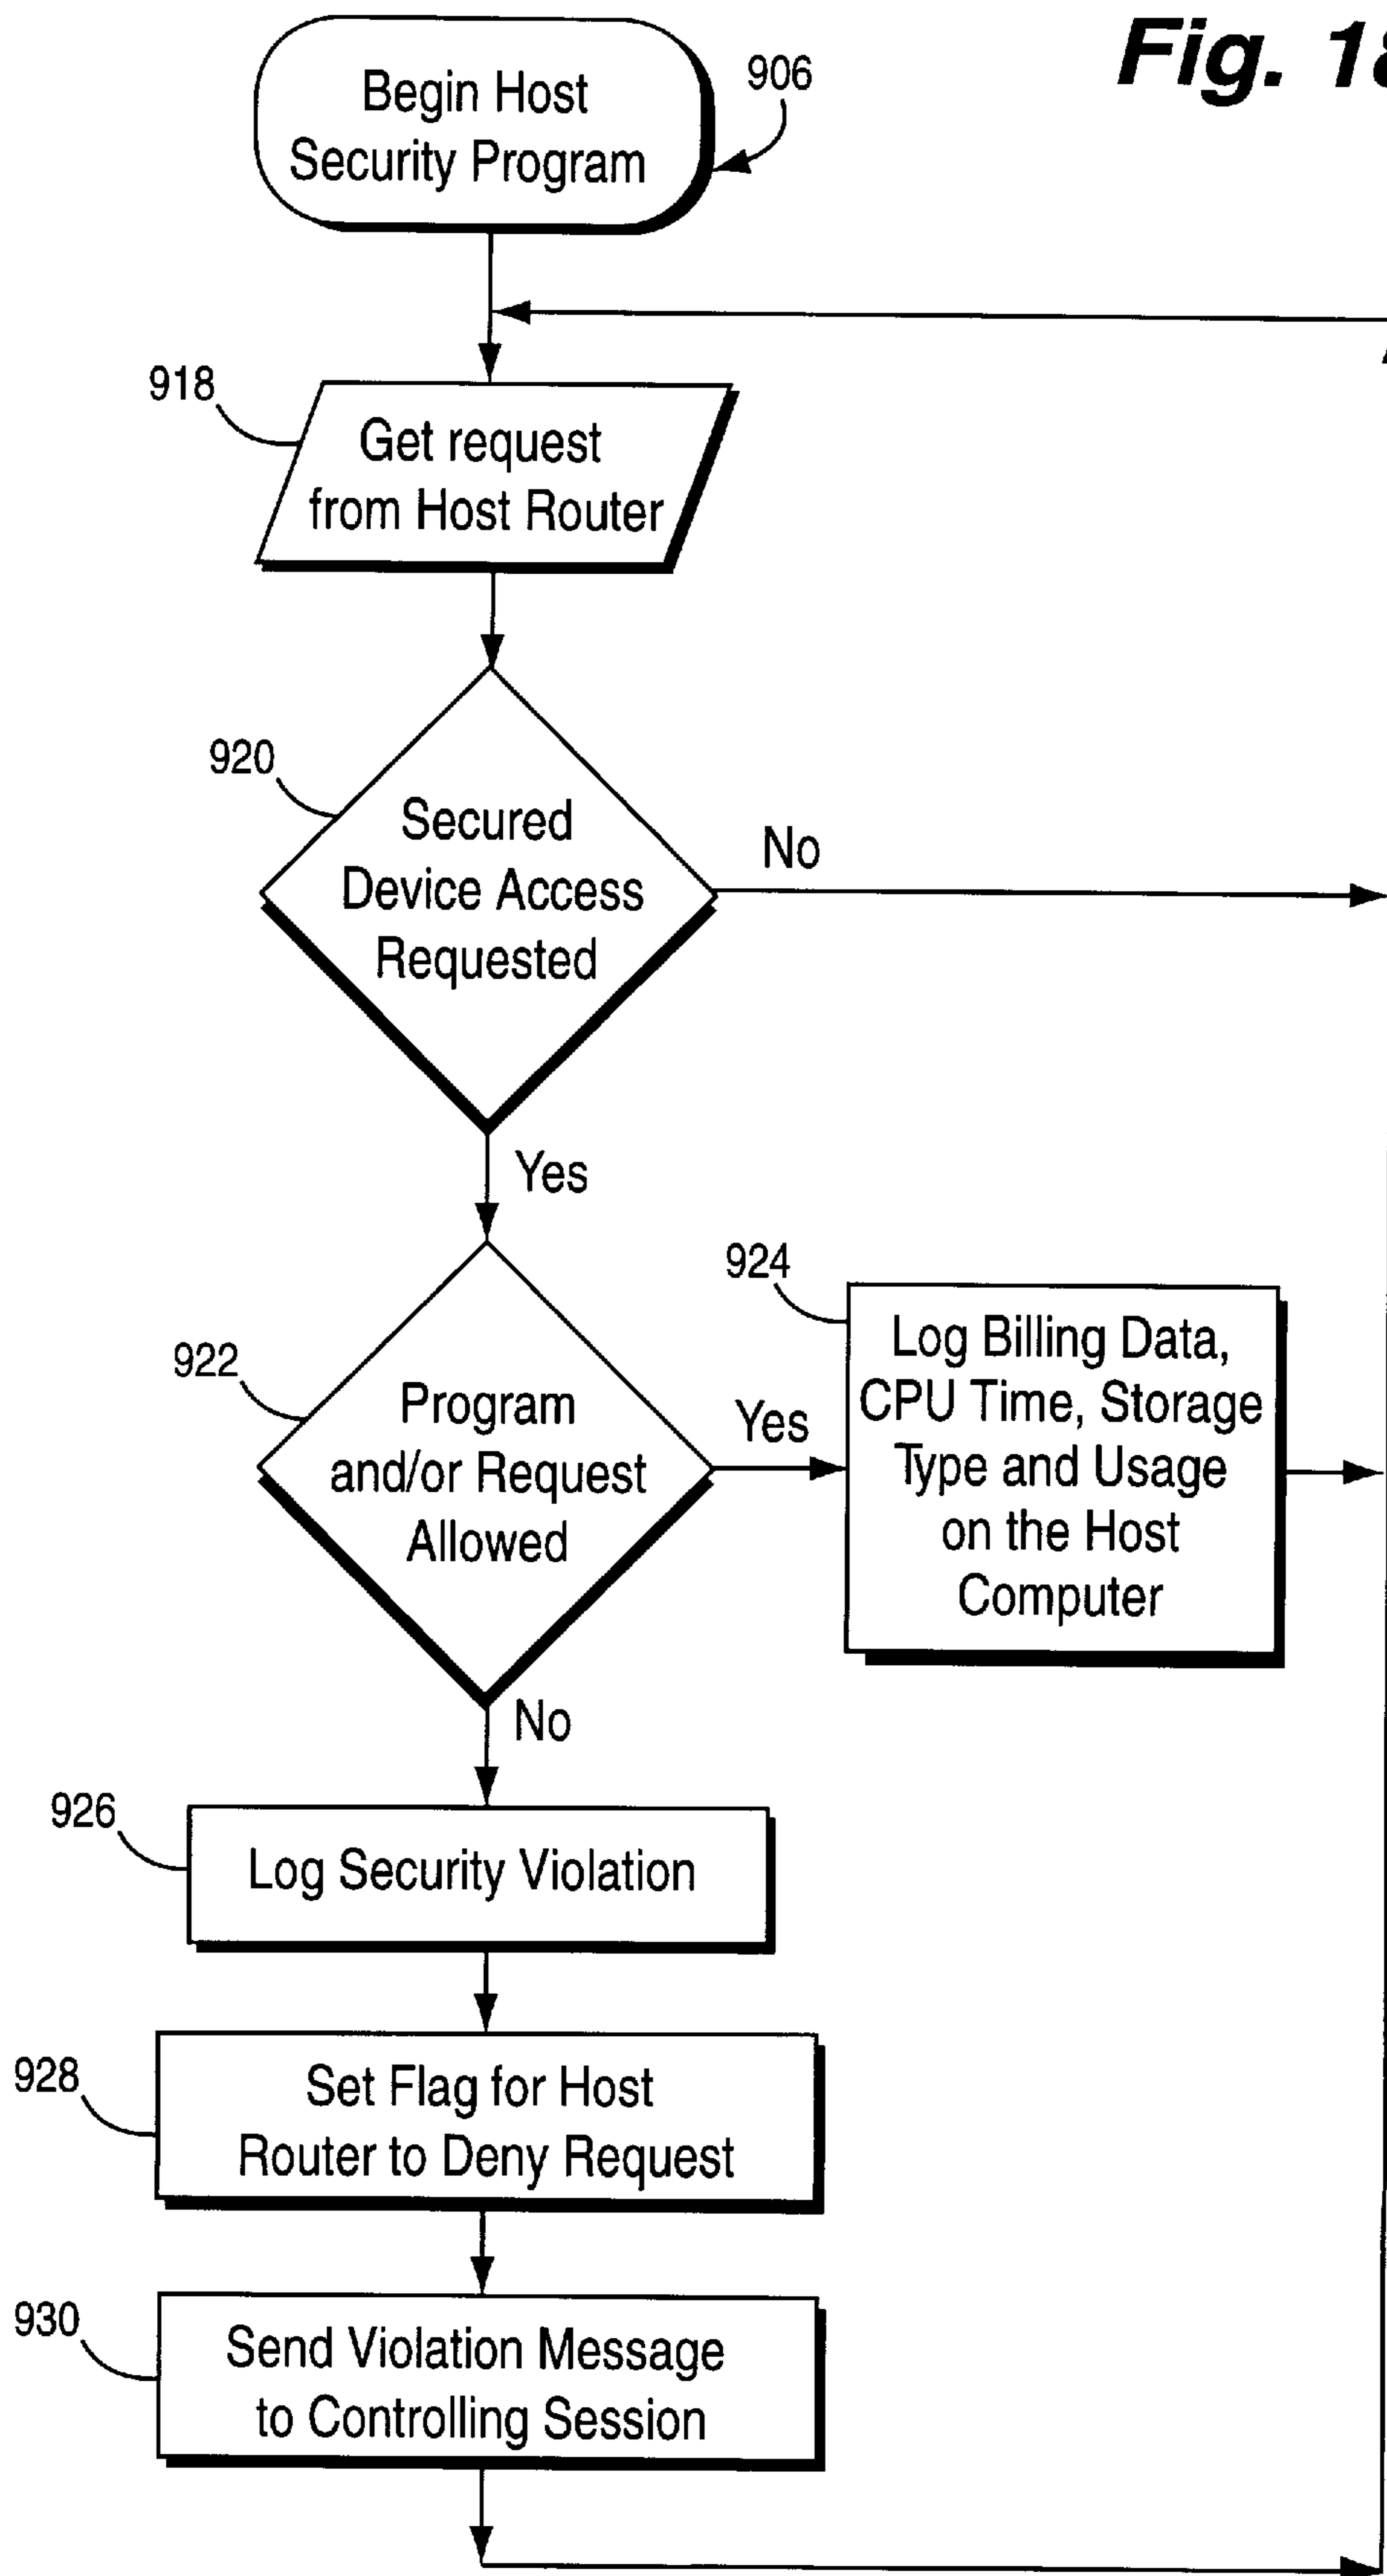 Fig. 18
Begin Host
Security Program
906
918
Get request
from Host Router
920
Secured
Device Access
Requested
No
Yes
922
Program
and/or Request
Allowed
Yes
924
Log Billing Data,
CPU Time, Storage
Type and Usage
on the Host
Computer
No
926
Log Security Violation
928
Set Flag for Host
Router to Deny Request
930
Send Violation Message
to Controlling Session